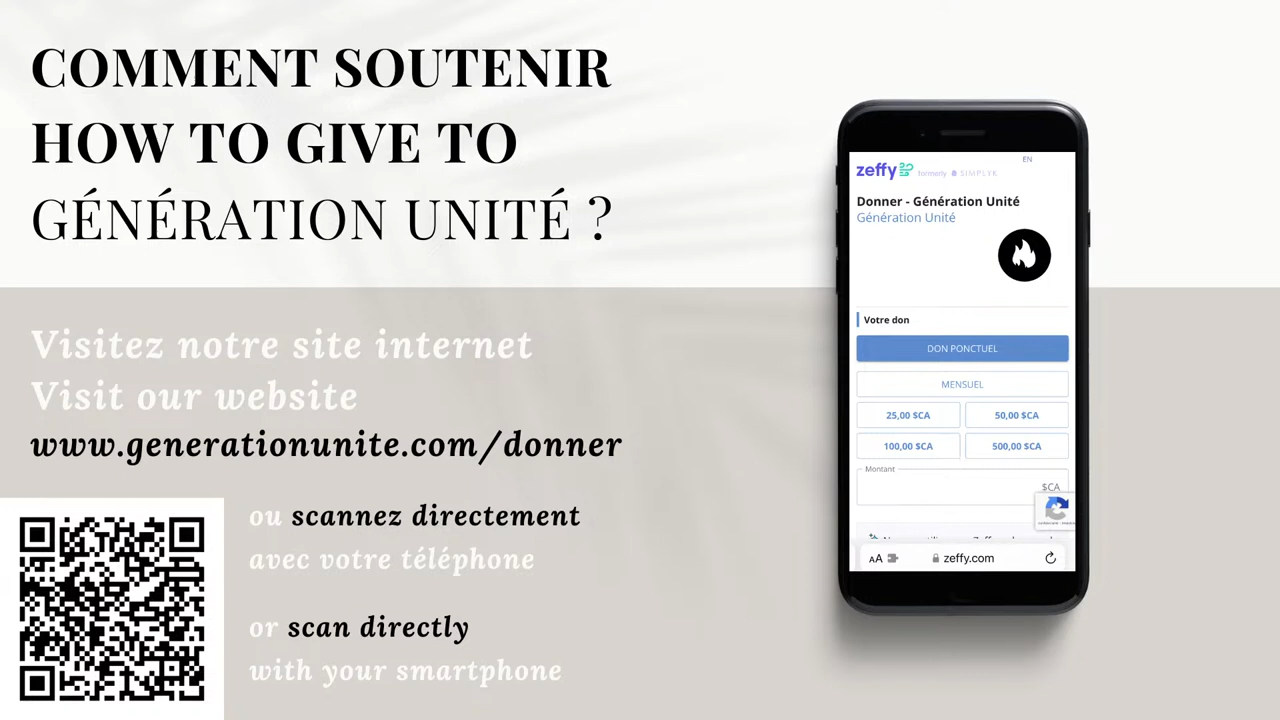 COMMENT SOUTENIR
HOW TO GIVE TO
GÉNÉRATION UNITÉ ?
Visitez notre site internet
Visit our website
www.generationunite.com/donner
ou scannez directement
avec votre téléphone
or scan directly
with your smartphone
EN
zeffy formerly SIMPLYK
Donner - Génération Unité
Génération Unité
Votre don
DON PONCTUEL
MENSUEL
25,00 $CA 50,00 $CA
100,00 $CA 500,00 $CA
Montant
$CA
AA zeffy.com